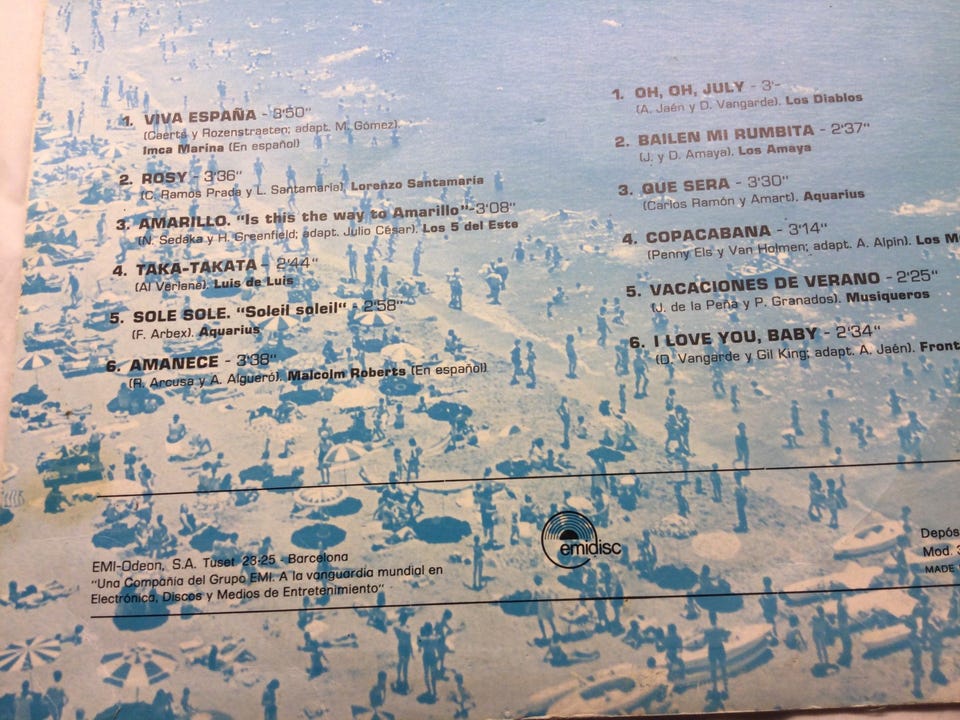 1. VIVA ESPAÑA - 3'50"
(Caerts y Rozenstraeten; adapt. M. Gómez).
Imca Marina (En español)
2. ROSY - 3'36"
(C. Ramos Prada y L. Santamaria). Lorenzo Santamaria
3. AMARILLO. "Is this the way to Amarillo"-3'08"
(N. Sedaka y H. Greenfield; adapt. Julio César). Los 5 del Este
4. TAKA-TAKATA - 2'44"
(Al Verlane). Luis de Luis
5. SOLE SOLE. "Soleil soleil" - 2'58"
(F. Arbex). Aquarius
6. AMANECE - 3'38"
(R. Arcusa y A. Algueró). Malcolm Roberts (En español)
1. OH, OH, JULY - 3'-
(A. Jaén y D. Vangarde). Los Diablos
2. BAILEN MI RUMBITA - 2'37"
(J. y D. Amaya). Los Amaya
3. QUE SERA - 3'30"
(Carlos Ramón y Amart). Aquarius
4. COPACABANA - 3'14"
(Penny Els y Van Holmen; adapt. A. Alpin). Los M
5. VACACIONES DE VERANO - 2'25"
(J. de la Peña y P. Granados). Musiqueros
6. I LOVE YOU, BABY - 2'34"
(D. Vangarde y Gil King; adapt. A. Jaén). Front
EMI-Odeon, S.A. Tuset 23-25 - Barcelona
"Una Compañía del Grupo EMI. A la vanguardia mundial en
Electrónica, Discos y Medios de Entretenimiento"
emidisc
Depós
Mod. 3
MADE